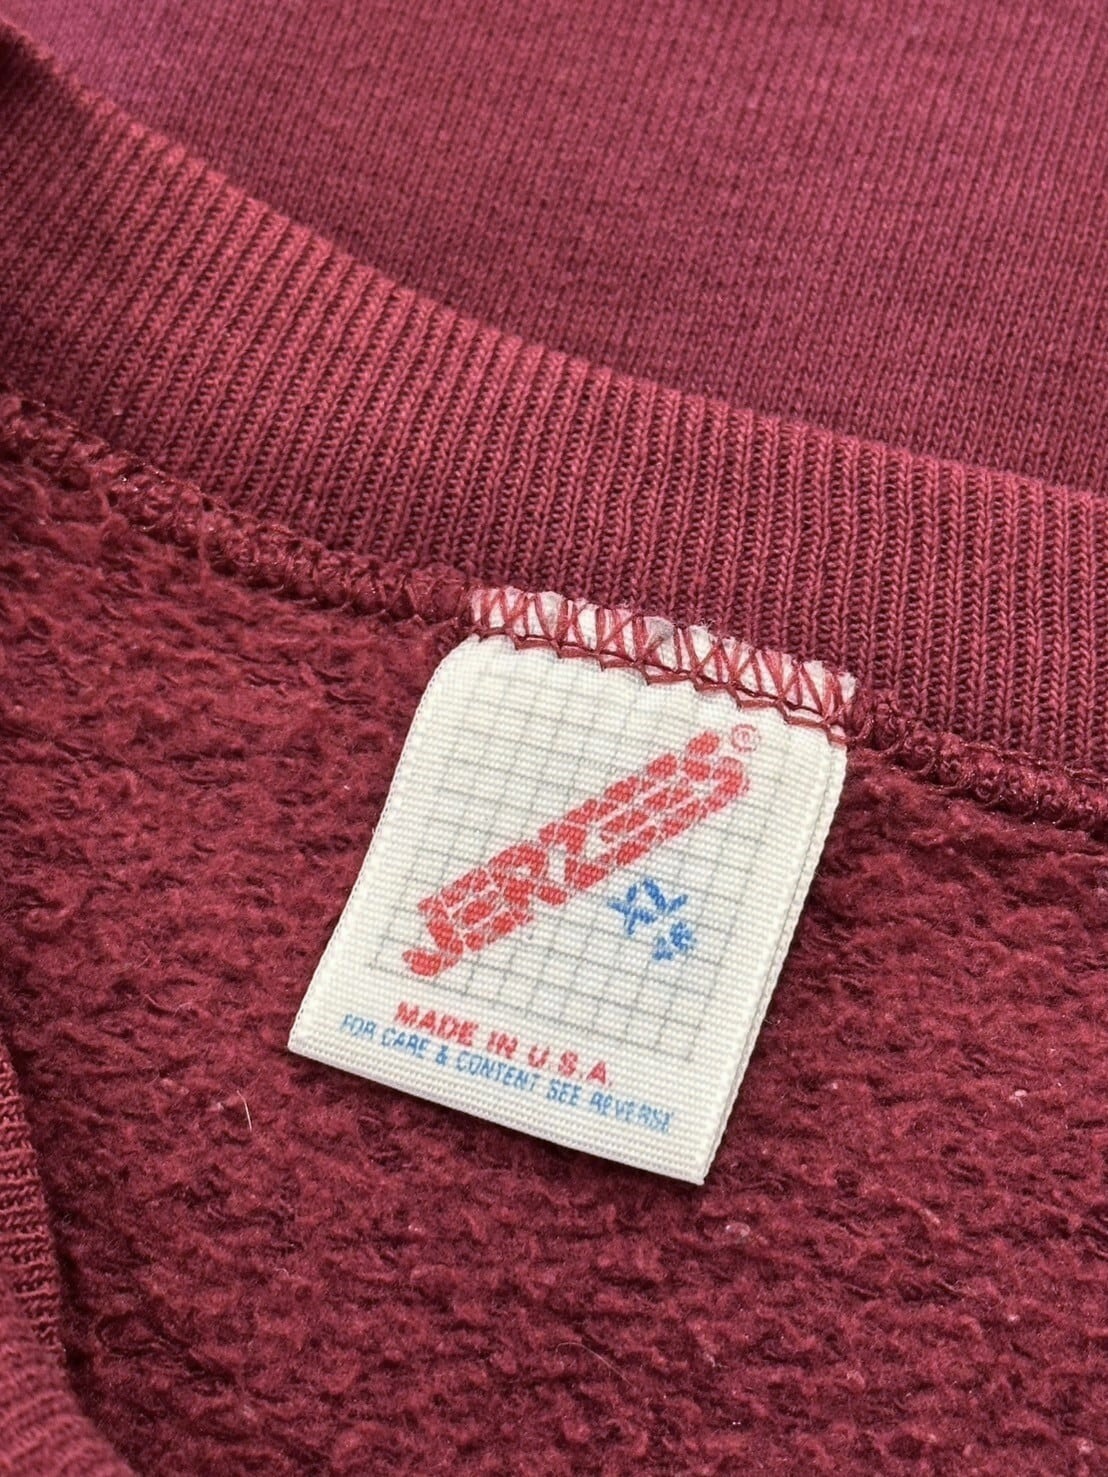 JERZEES®
XL
MADE IN U.S.A.
FOR CARE & CONTENT SEE REVERSE